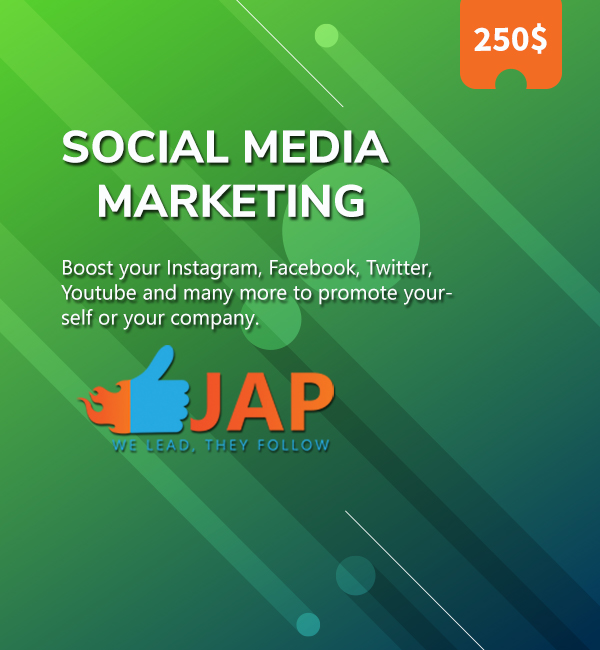 250$
SOCIAL MEDIA
MARKETING
Boost your Instagram, Facebook, Twitter,
Youtube and many more to promote your-
self or your company.
JAP
WE LEAD, THEY FOLLOW